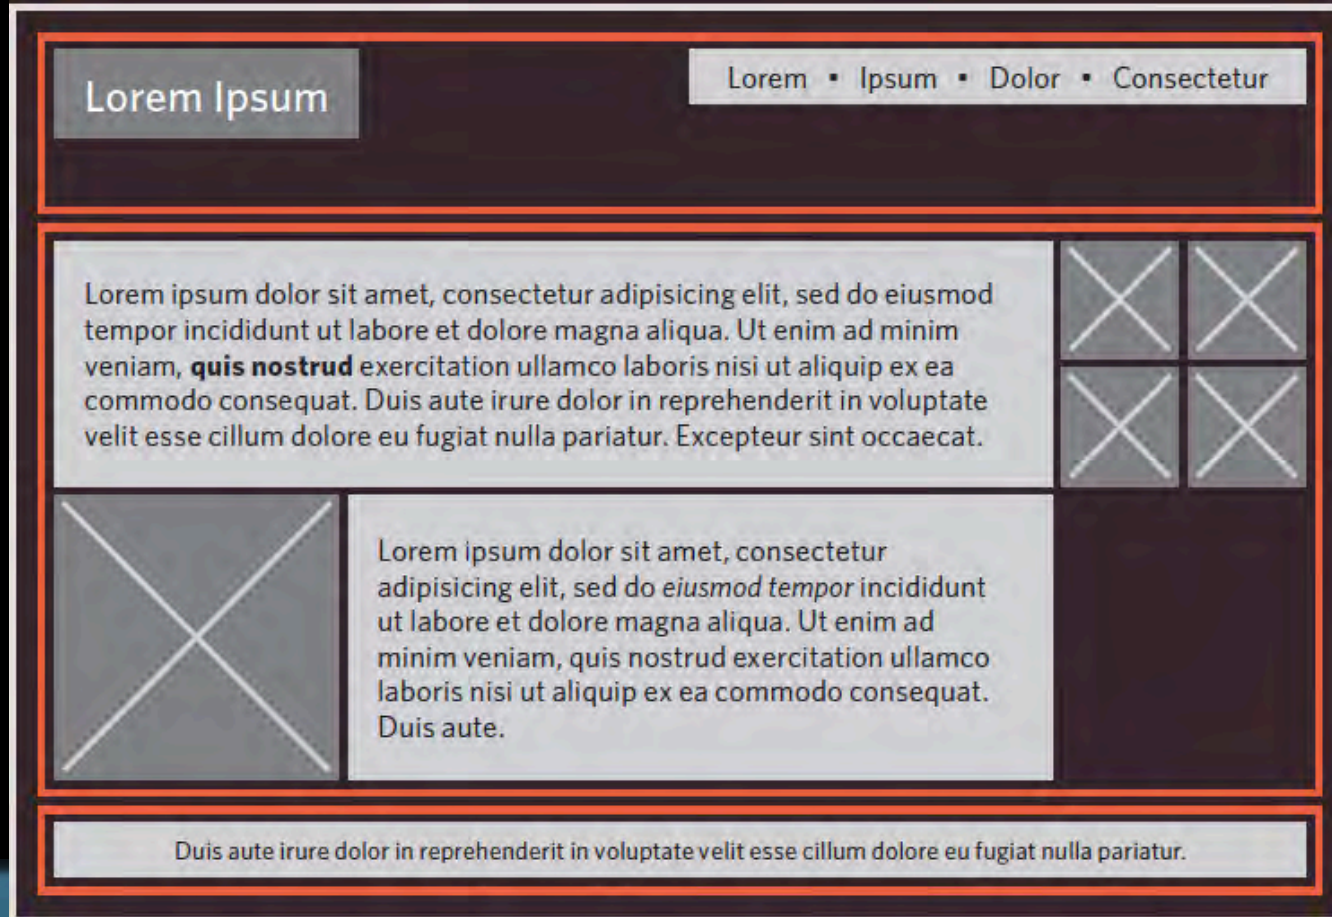 Lorem Ipsum
Lorem ▪ Ipsum ▪ Dolor ▪ Consectetur
Lorem ipsum dolor sit amet, consectetur adipisicing elit, sed do eiusmod
tempor incididunt ut labore et dolore magna aliqua. Ut enim ad minim
veniam, quis nostrud exercitation ullamco laboris nisi ut aliquip ex ea
commodo consequat. Duis aute irure dolor in reprehenderit in voluptate
velit esse cillum dolore eu fugiat nulla pariatur. Excepteur sint occaecat.
Lorem ipsum dolor sit amet, consectetur
adipisicing elit, sed do eiusmod tempor incididunt
ut labore et dolore magna aliqua. Ut enim ad
minim veniam, quis nostrud exercitation ullamco
laboris nisi ut aliquip ex ea commodo consequat.
Duis aute.
Duis aute irure dolor in reprehenderit in voluptate velit esse cillum dolore eu fugiat nulla pariatur.